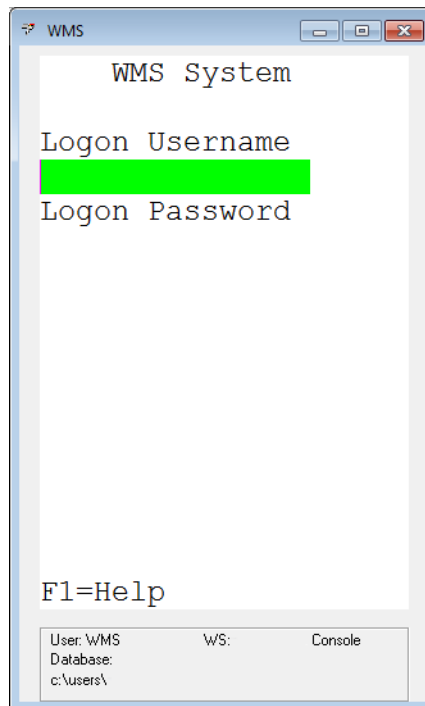 WMS
WMS System
Logon Username
Logon Password
F1=Help
User: WMS WS: Console
Database:
c:\users\